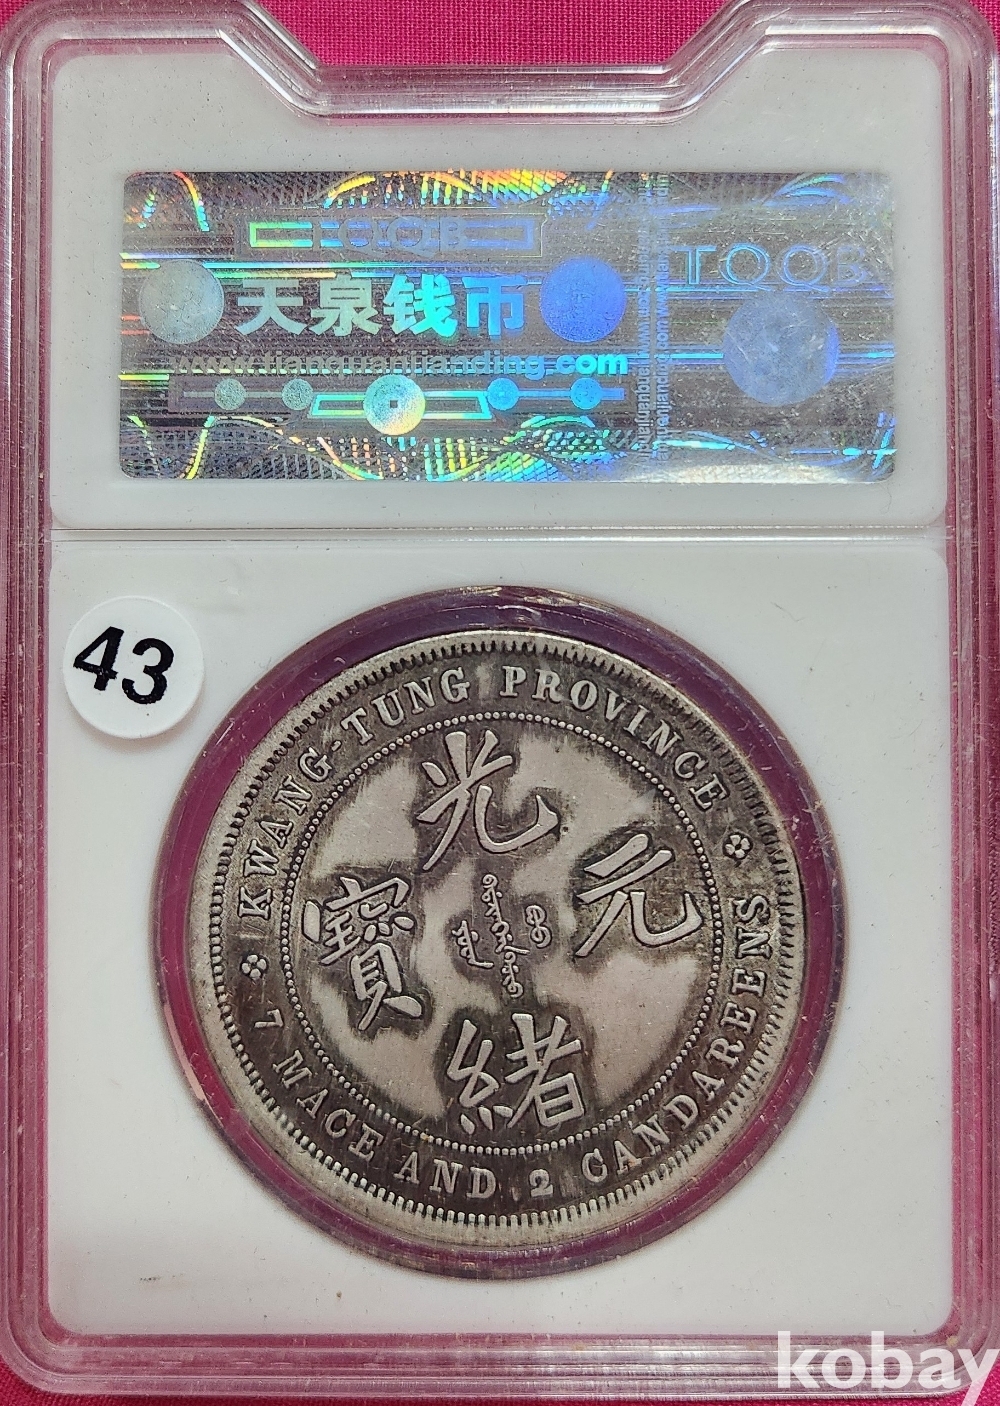 TQQB
TQQB
天泉钱币
www.tianquanjianding.com
43
KWANG-TUNG PROVINCE
光
元
寶
緒
7 MACE AND 2 CANDAREENS
kobay